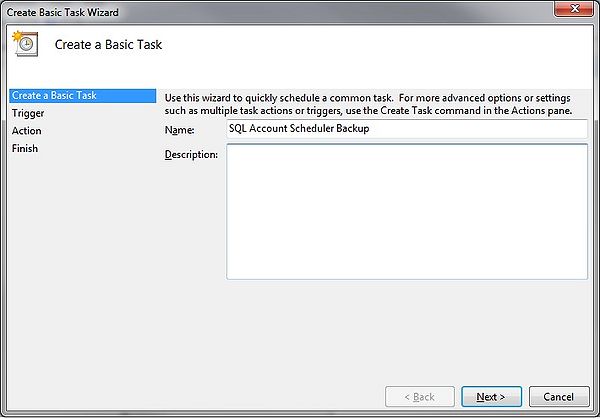 Create Basic Task Wizard
Create a Basic Task
Create a Basic Task
Trigger
Action
Finish
Use this wizard to quickly schedule a common task.  For more advanced options or settings
such as multiple task actions or triggers, use the Create Task command in the Actions pane.
Name: SQL Account Scheduler Backup
Description:
< Back Next > Cancel